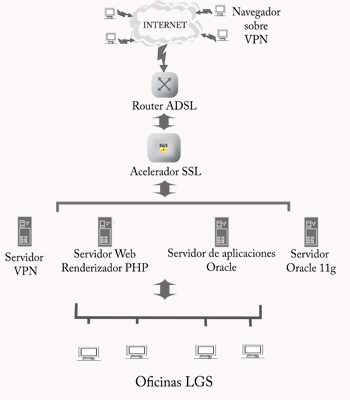 INTERNET
Navegador
sobre
VPN
Router ADSL
Acelerador SSL
Servidor
VPN
Servidor Web
Renderizador PHP
Servidor de aplicaciones
Oracle
Servidor
Oracle 11g
Oficinas LGS